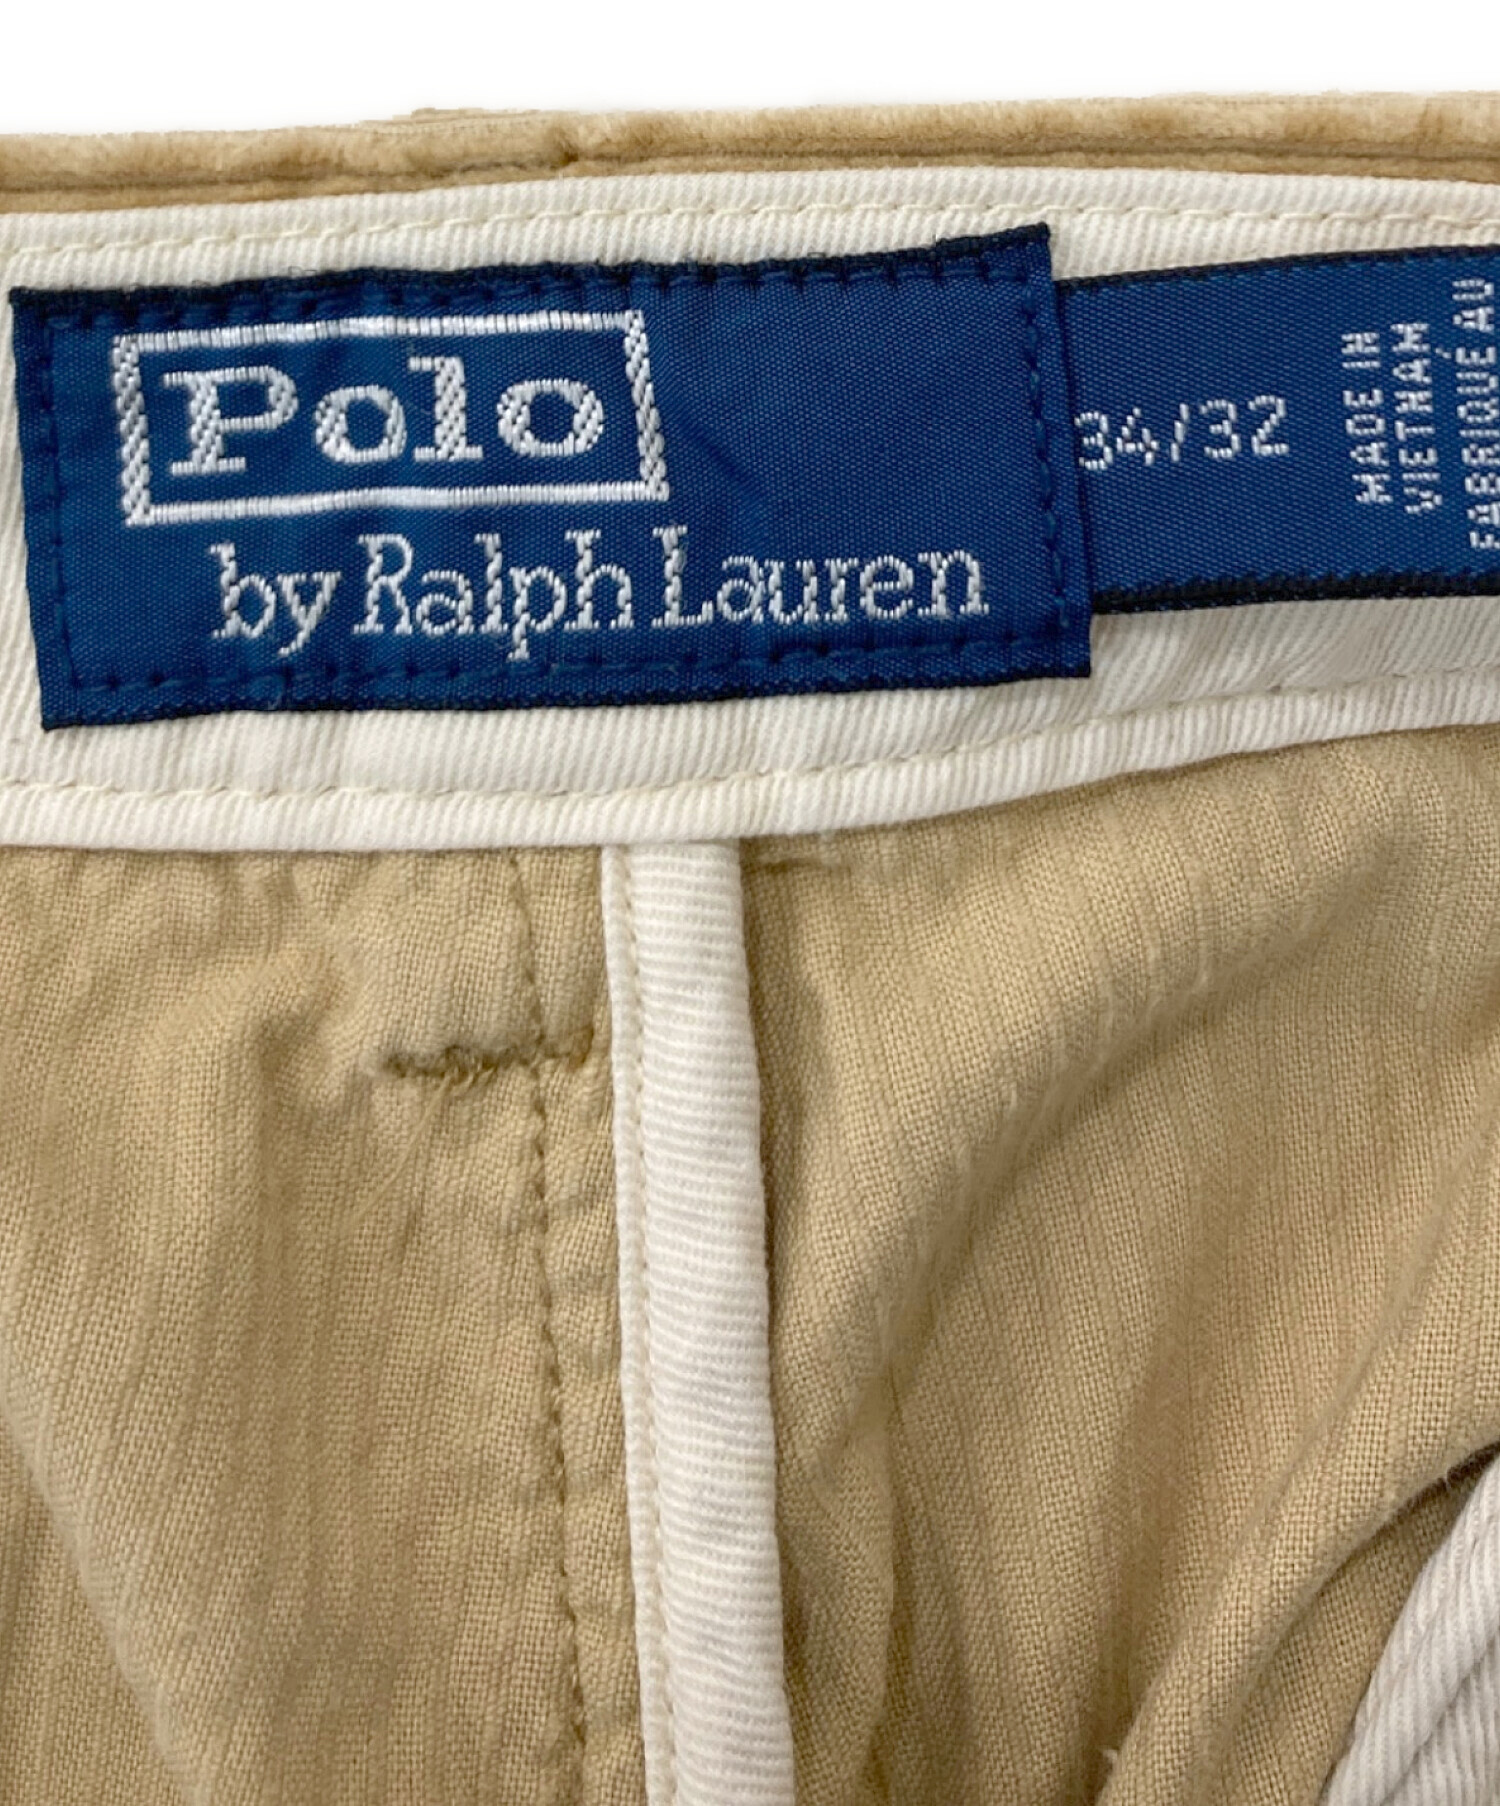 Polo
by Ralph Lauren
34/32
MADE IN
VIETNAM
FABRIQUÉ AU